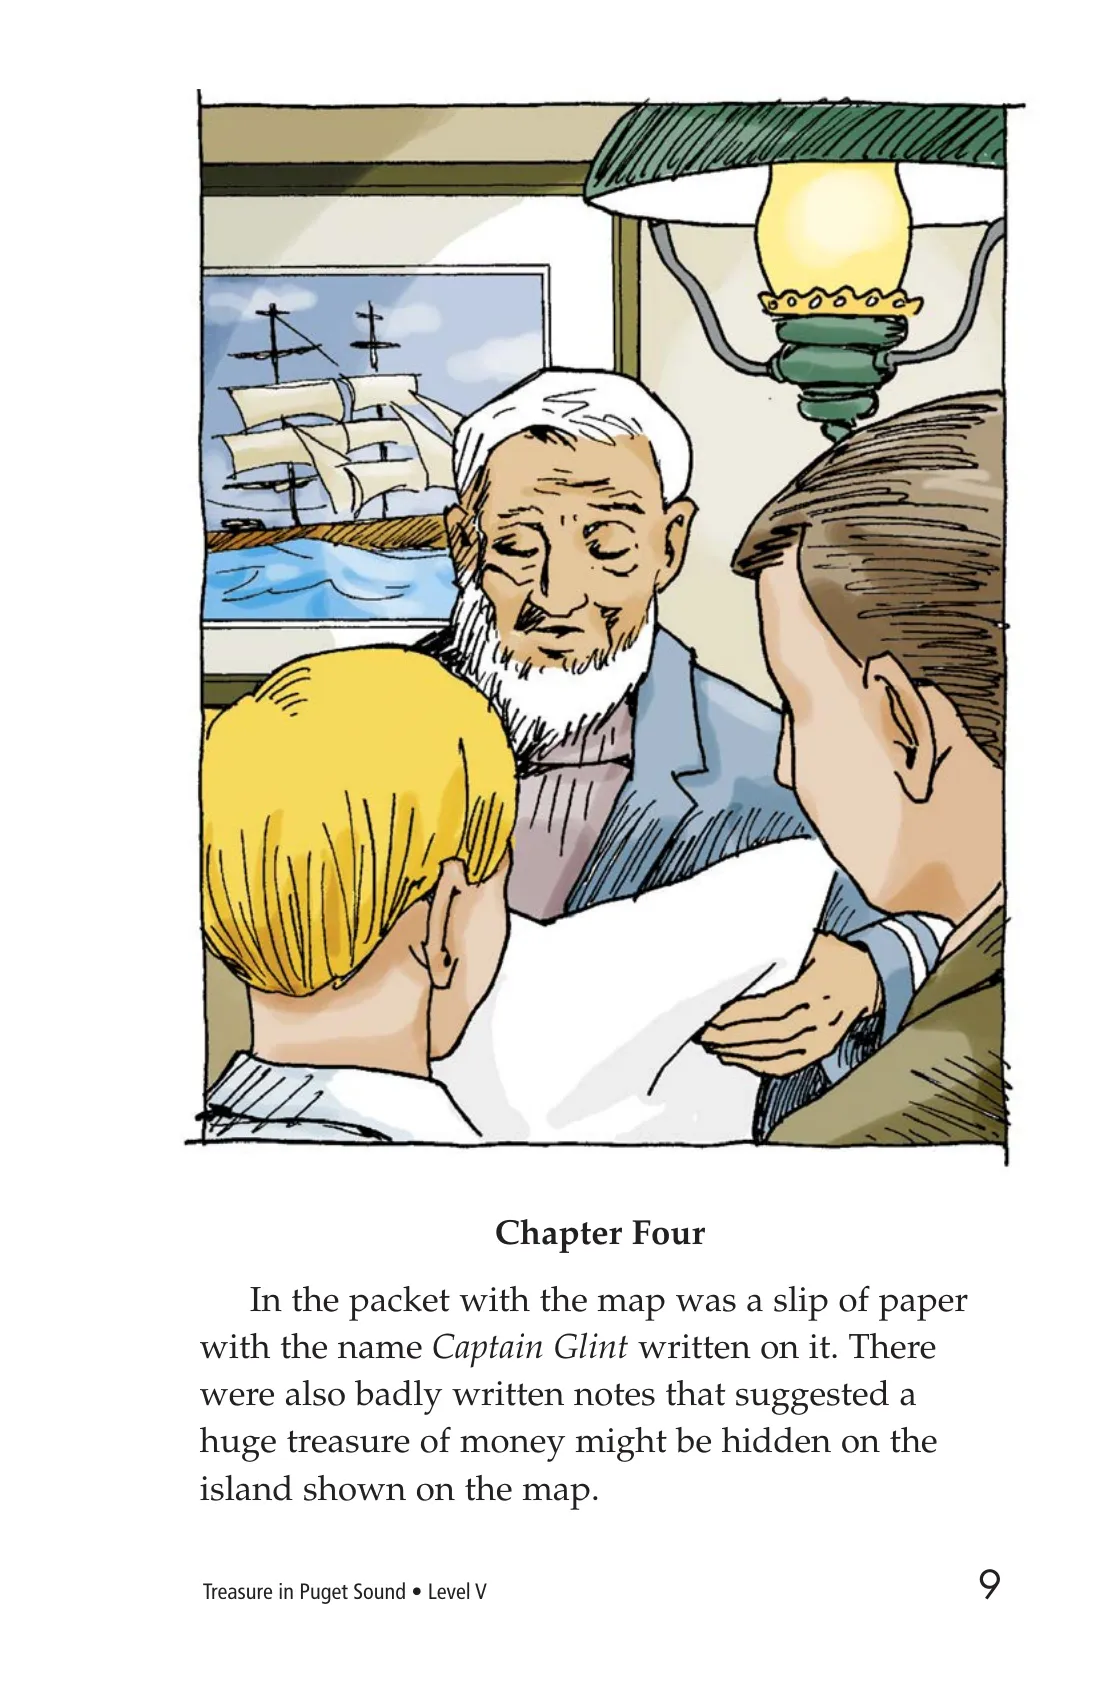 Chapter Four
In the packet with the map was a slip of paper
with the name Captain Glint written on it. There
were also badly written notes that suggested a
huge treasure of money might be hidden on the
island shown on the map.
Treasure in Puget Sound • Level V
9